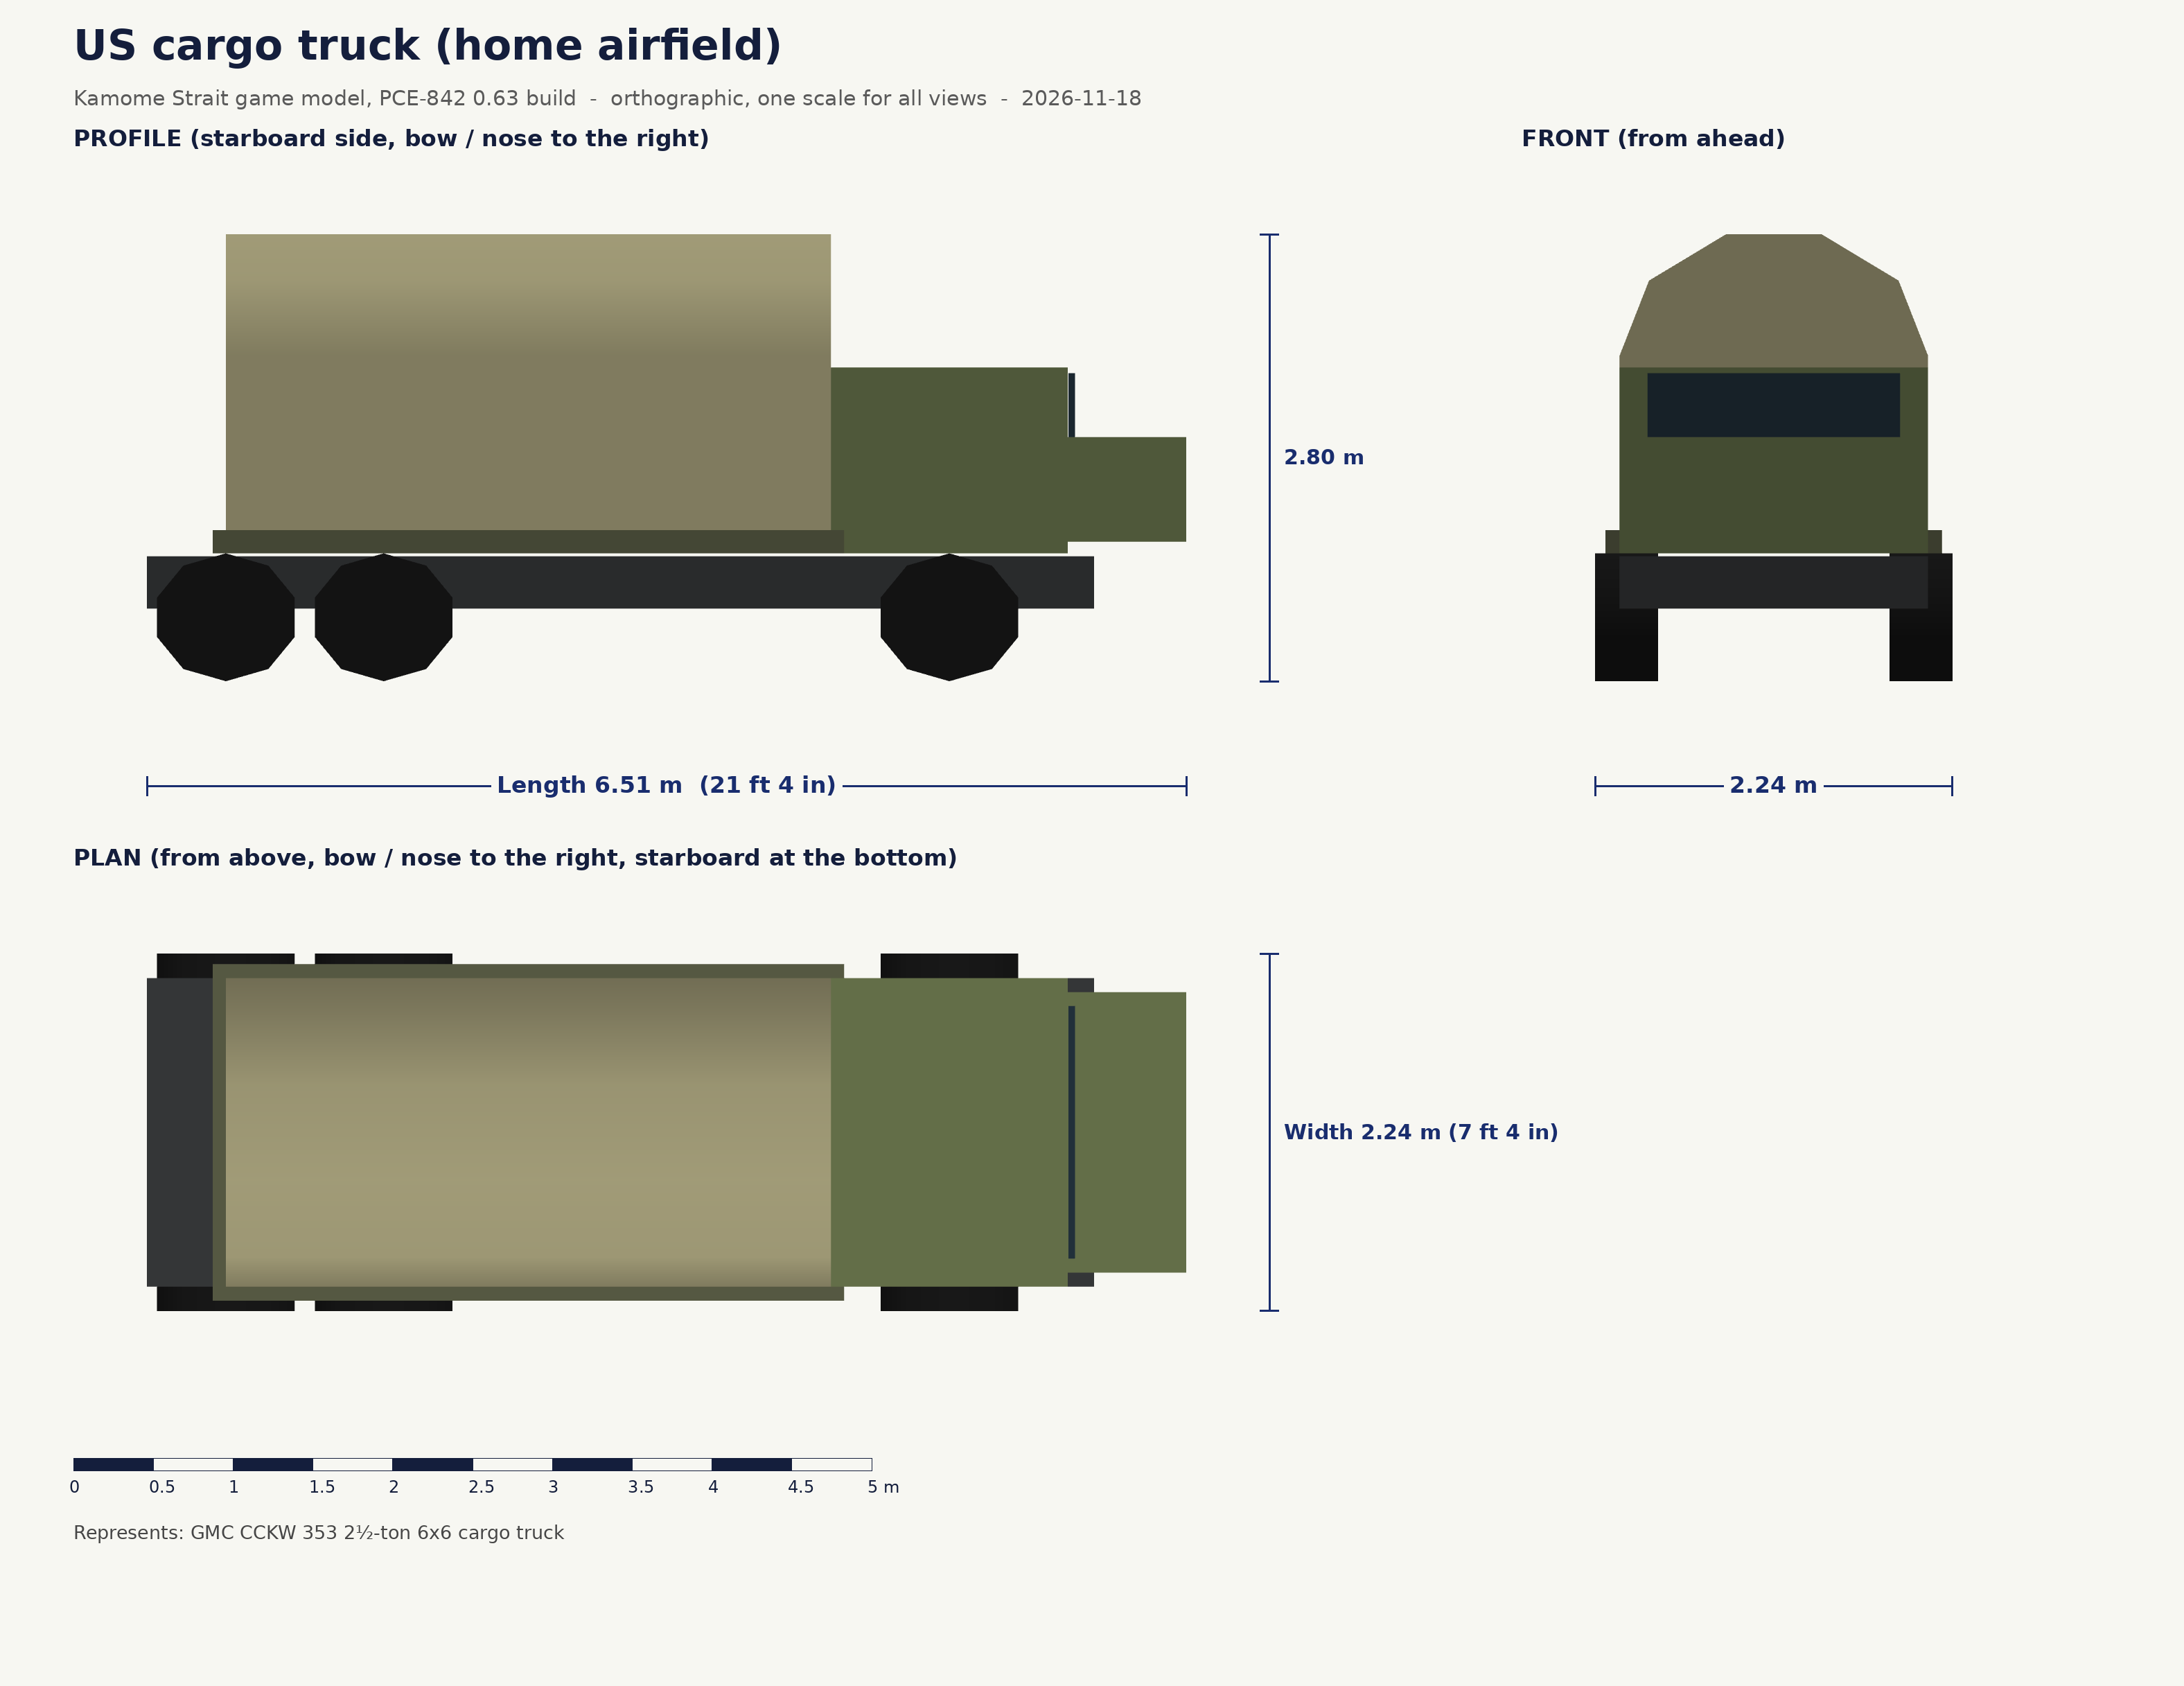 US cargo truck (home airfield)
Kamome Strait game model, PCE-842 0.63 build - orthographic, one scale for all views - 2026-11-18
PROFILE (starboard side, bow / nose to the right)
FRONT (from ahead)
2.80 m
Length 6.51 m (21 ft 4 in)
2.24 m
PLAN (from above, bow / nose to the right, starboard at the bottom)
Width 2.24 m (7 ft 4 in)
0 0.5 1 1.5 2 2.5 3 3.5 4 4.5 5 m
Represents: GMC CCKW 353 2½-ton 6x6 cargo truck